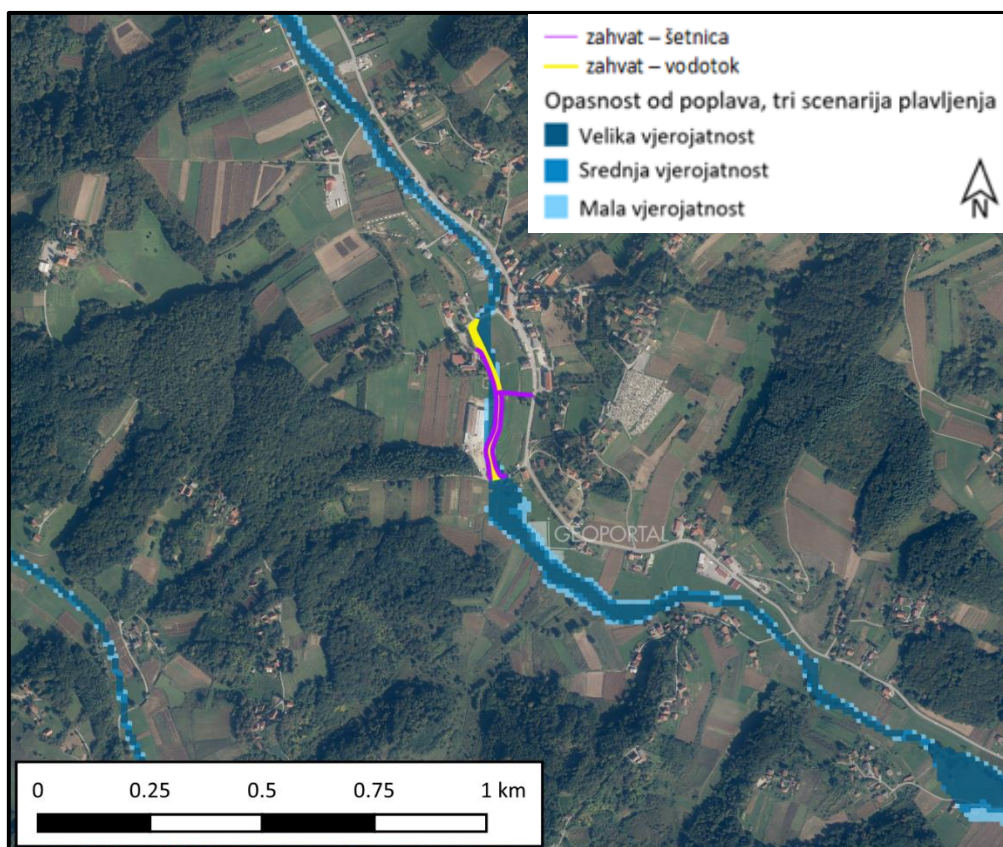 zahvat – šetnica
zahvat – vodotok
Opasnost od poplava, tri scenarija plavljenja
Velika vjerojatnost
Srednja vjerojatnost
Mala vjerojatnost
N
GEOPORTAL
0 0.25 0.5 0.75 1 km